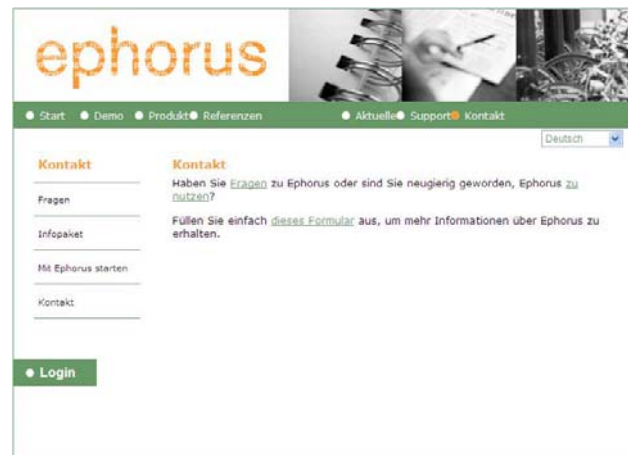 ephorus
Start Demo Produkt Referenzen Aktuelle Support Kontakt
Deutsch
Kontakt
Fragen
Infopaket
Mit Ephorus starten
Kontakt
Login
Kontakt
Haben Sie Fragen zu Ephorus oder sind Sie neugierig geworden, Ephorus zu
nutzen?
Füllen Sie einfach dieses Formular aus, um mehr Informationen über Ephorus zu
erhalten.